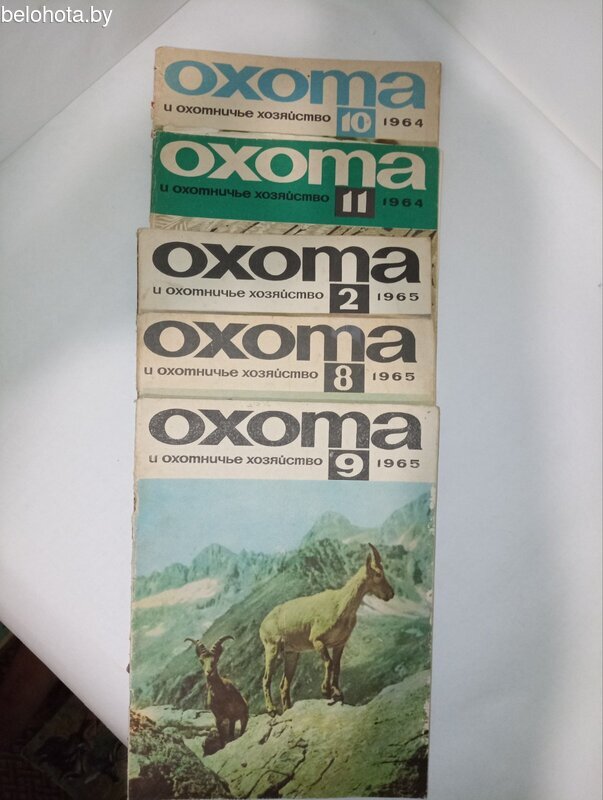 belohota.by
охота
и охотничье хозяйство 10 1964
охота
и охотничье хозяйство 11 1964
охота
и охотничье хозяйство 2 1965
охота
и охотничье хозяйство 8 1965
охота
и охотничье хозяйство 9 1965